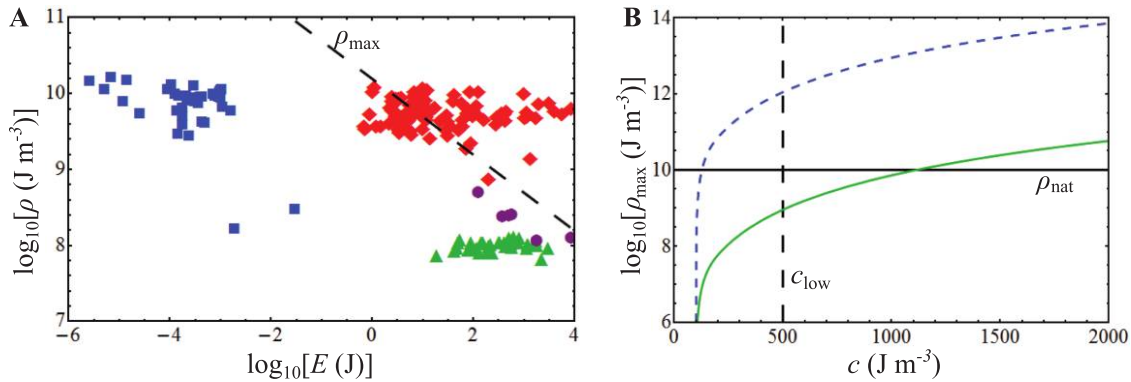 A
B
log₁₀[ρ (J m⁻³)]
11
10
9
8
7
−6
−4
−2
0
2
4
ρmax
log₁₀[E (J)]
log₁₀[ρmax (J m⁻³)]
14
12
10
8
6
0
500
1000
1500
2000
ρnat
clow
c (J m⁻³)